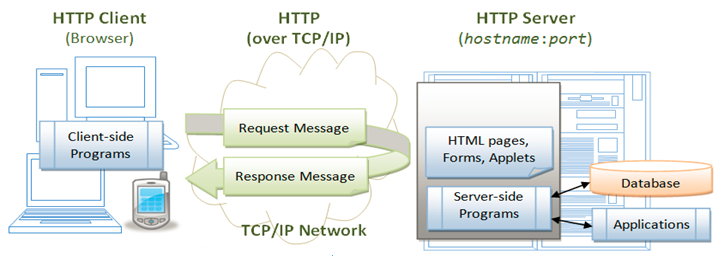 HTTP Client
(Browser)
HTTP
(over TCP/IP)
HTTP Server
(hostname:port)
Client-side
Programs
Request Message
Response Message
TCP/IP Network
HTML pages,
Forms, Applets
Server-side
Programs
Database
Applications